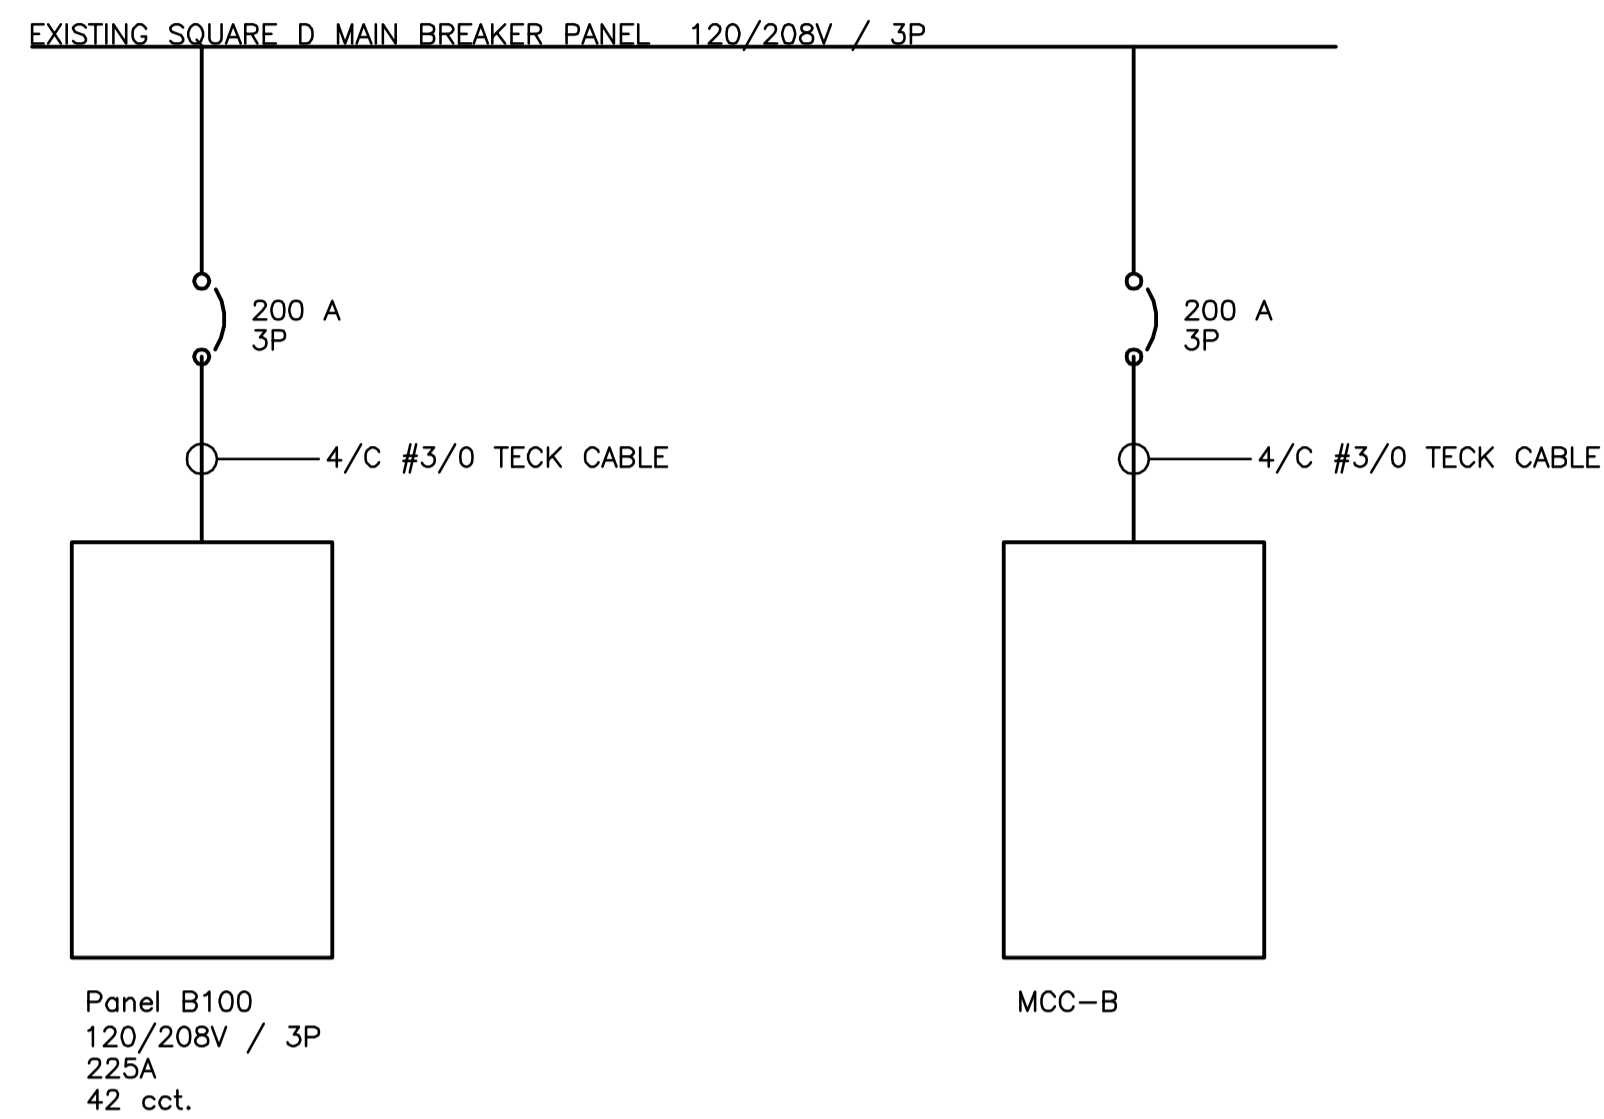 EXISTING SQUARE D MAIN BREAKER PANEL 120/208V / 3P
200 A
3P
4/C #3/0 TECK CABLE
Panel B100
120/208V / 3P
225A
42 cct.
200 A
3P
4/C #3/0 TECK CABLE
MCC-B